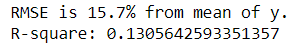 RMSE is 15.7% from mean of y.
R-square: 0.1305642593351357